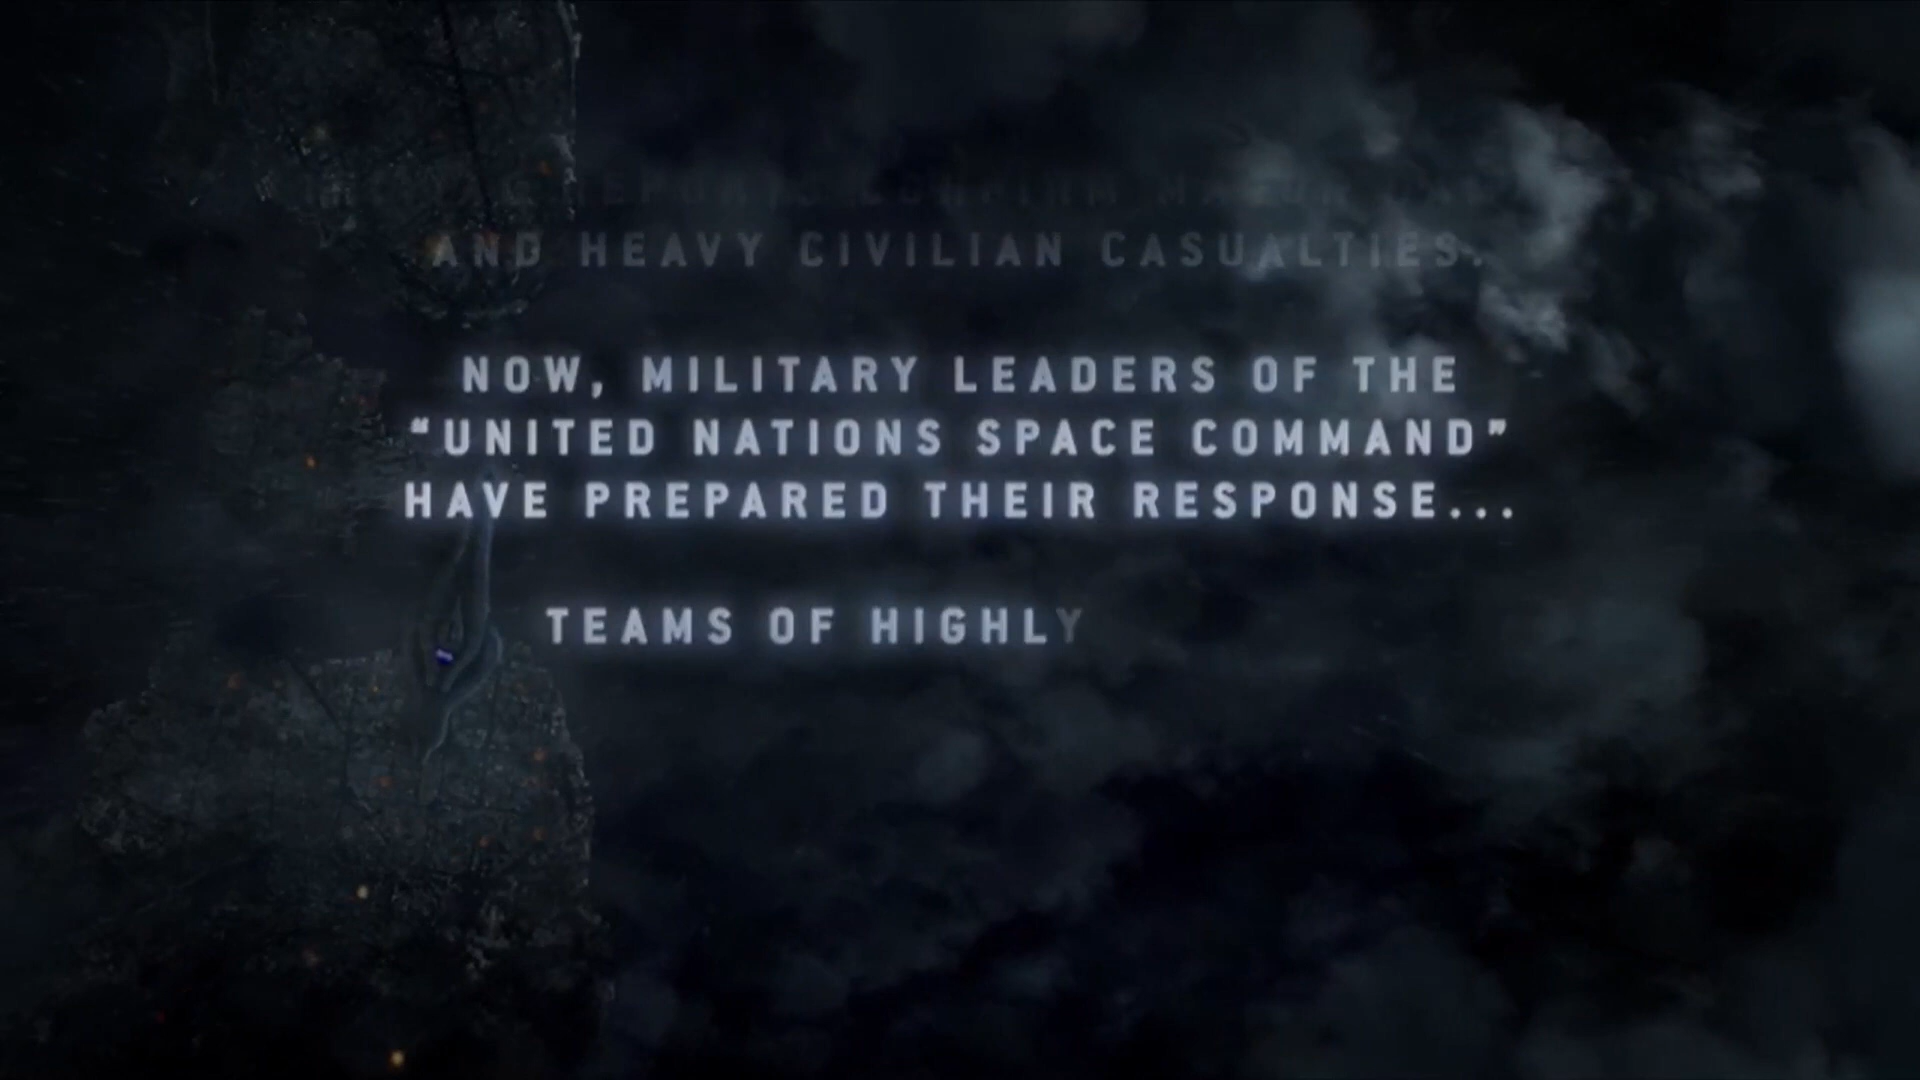 AND HEAVY CIVILIAN CASUALTIES.
NOW, MILITARY LEADERS OF THE
“UNITED NATIONS SPACE COMMAND”
HAVE PREPARED THEIR RESPONSE...
TEAMS OF HIGHLY